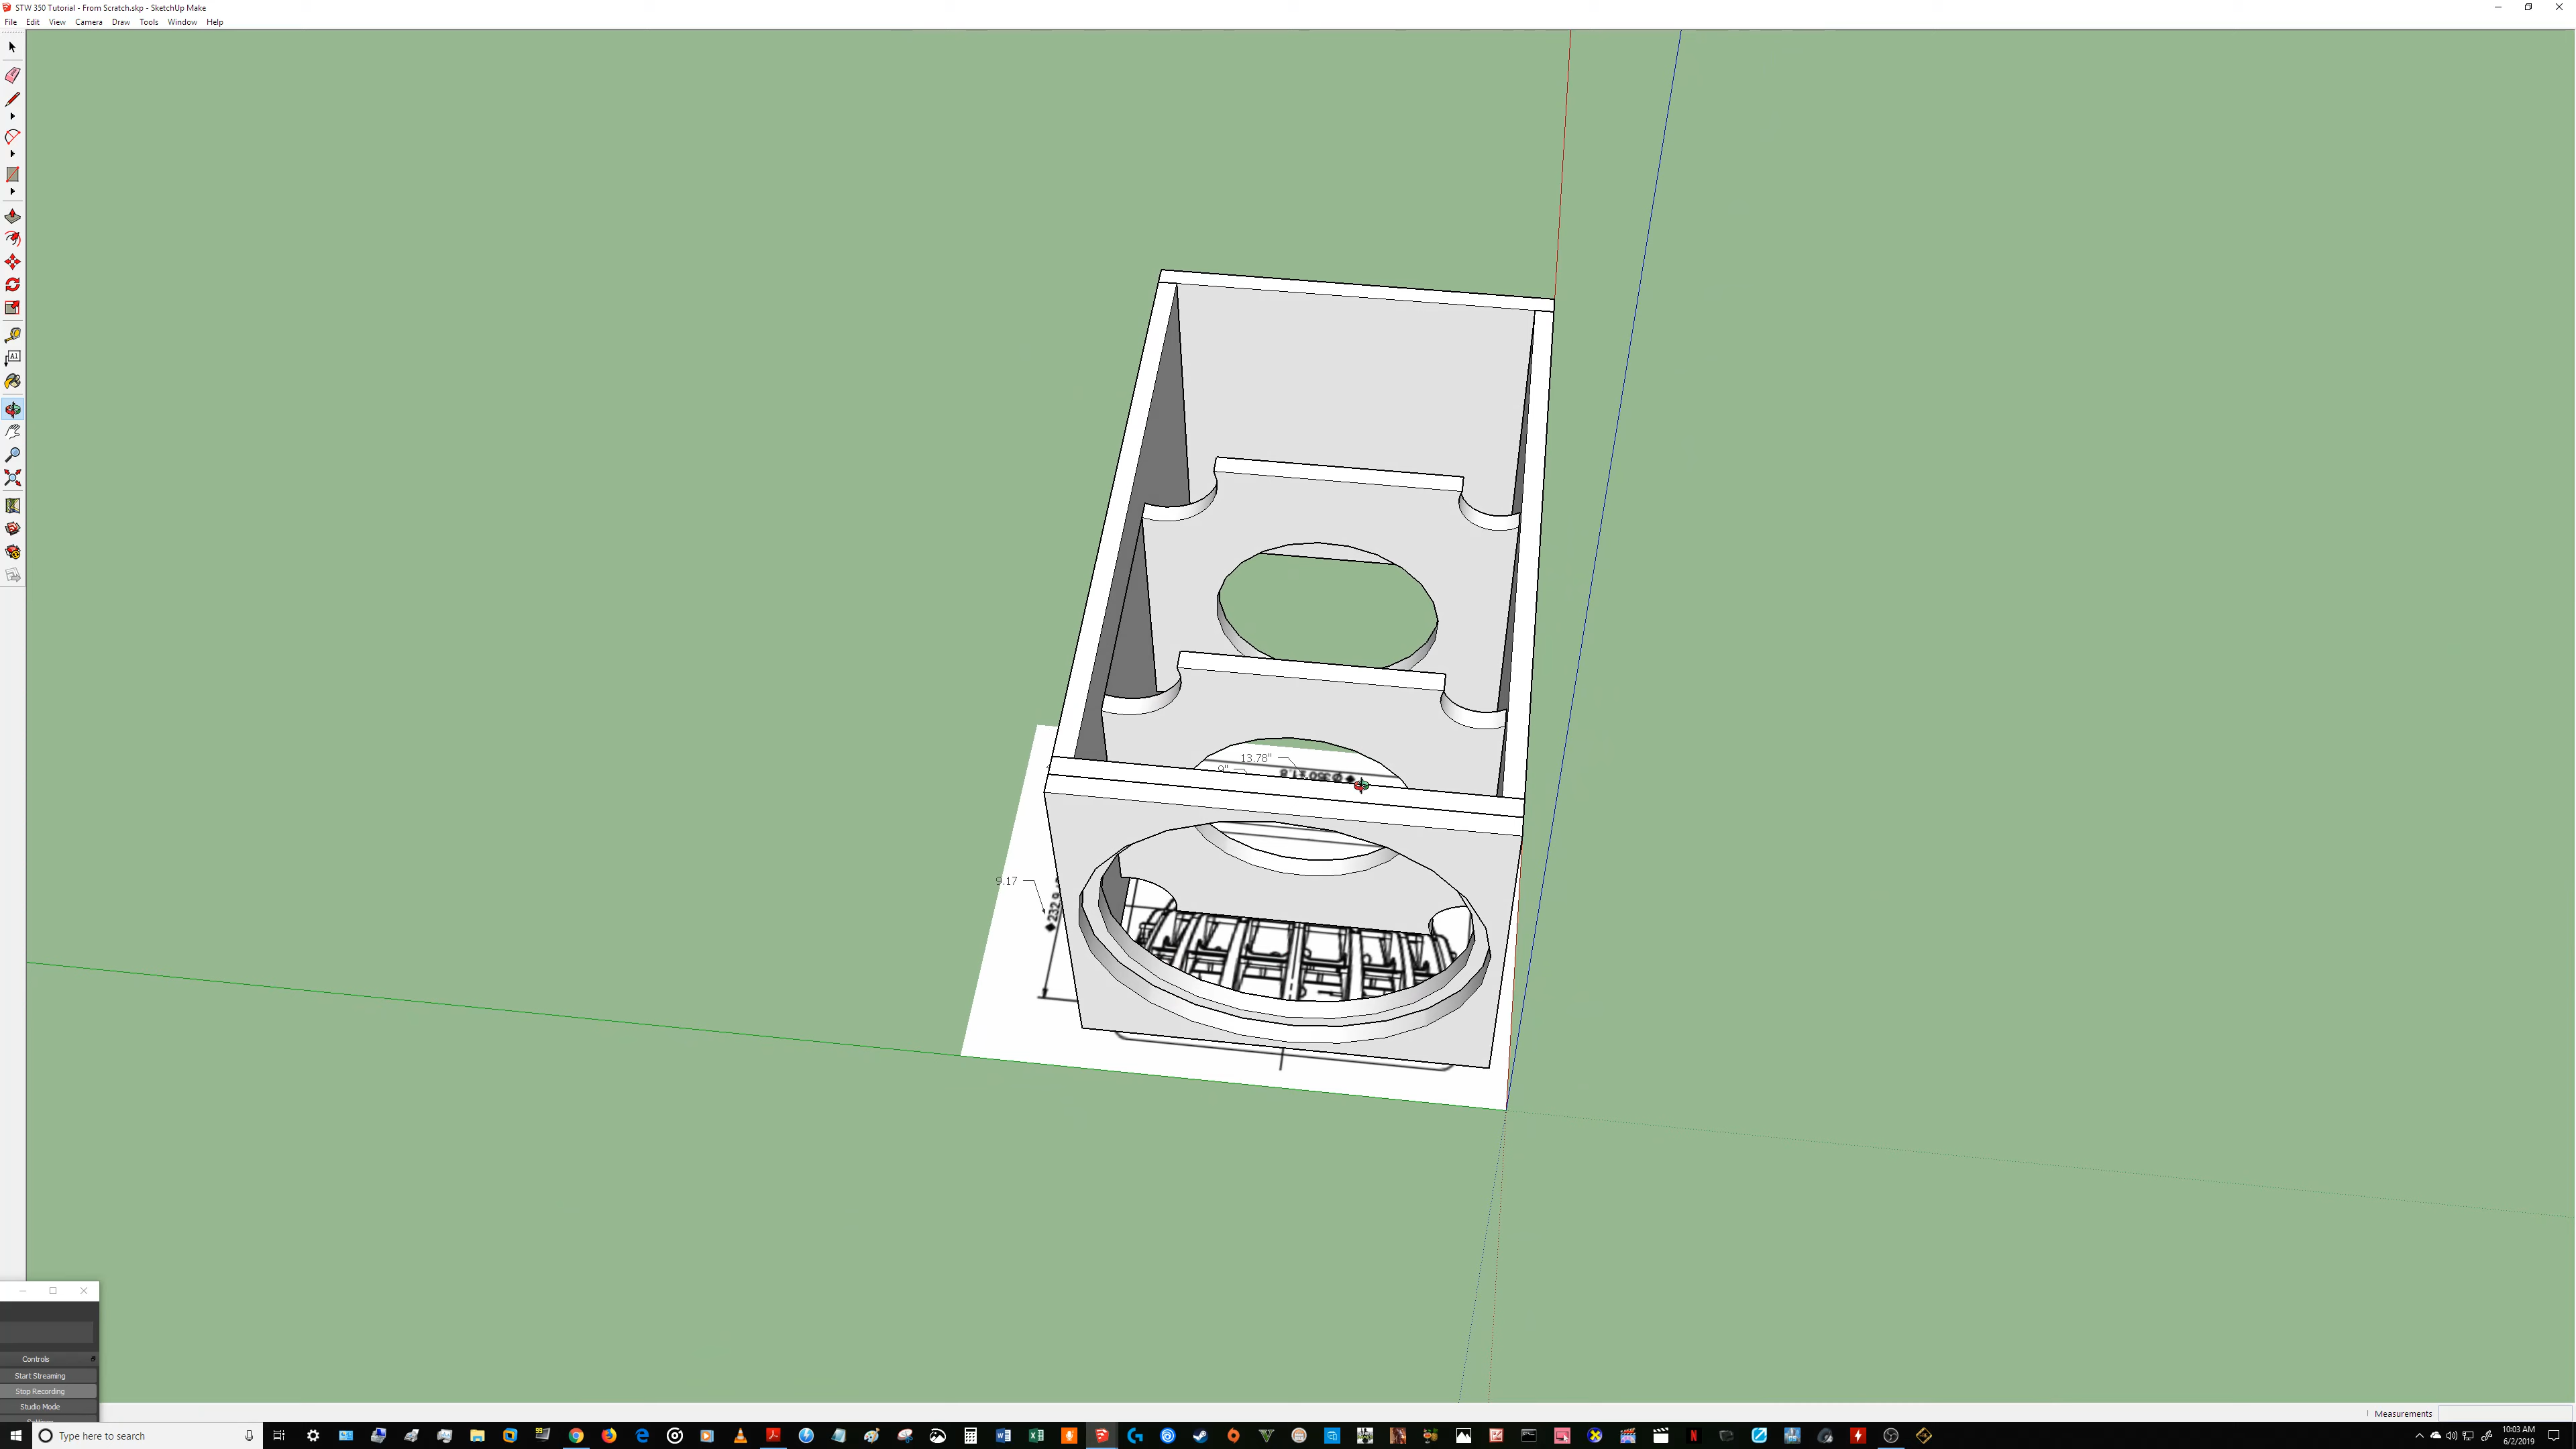 STW 350 Tutorial - From Scratch.skp - SketchUp Make
File Edit View Camera Draw Tools Window Help
A1
13.78"
9"
9.17
Controls
Start Streaming
Stop Recording
Studio Mode
Measurements
Type here to search
10:03 AM
6/2/2019